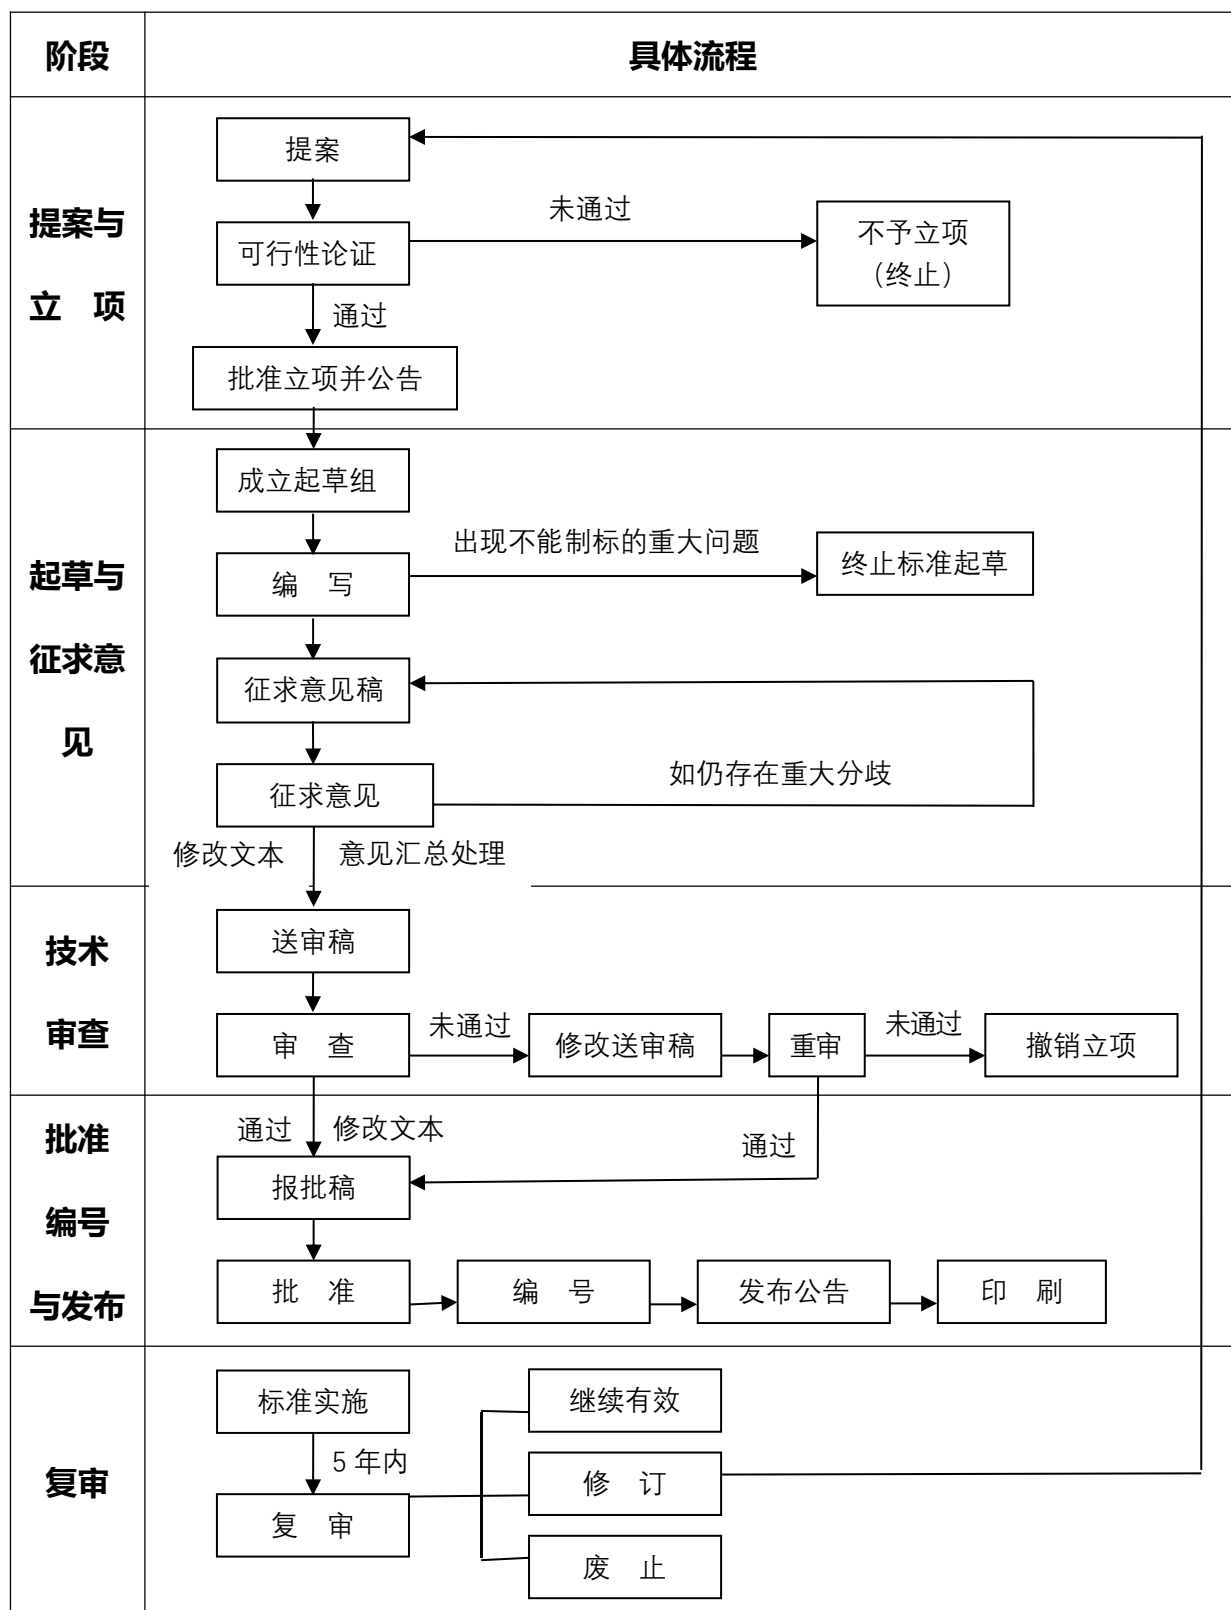 阶段
具体流程
提案与
立 项
提案
可行性论证
未通过
不予立项
（终止）
通过
批准立项并公告
起草与
征求意
见
成立起草组
编 写
出现不能制标的重大问题
终止标准起草
征求意见稿
征求意见
如仍存在重大分歧
修改文本
意见汇总处理
技术
审查
送审稿
审 查
未通过
修改送审稿
重审
未通过
撤销立项
批准
编号
与发布
通过
修改文本
通过
报批稿
批 准
编 号
发布公告
印 刷
复审
标准实施
5 年内
复 审
继续有效
修 订
废 止